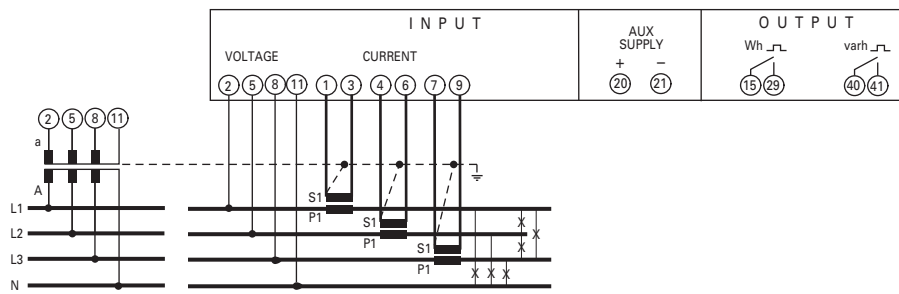 INPUT
OUTPUT
AUX
SUPPLY
+ −
20 21
VOLTAGE CURRENT
2 5 8 11 1 3 4 6 7 9
Wh varh
15 29 40 41
2 5 8 11
a
A
S1
P1
S1
P1
S1
P1
L1
L2
L3
N
X X
X
X X X